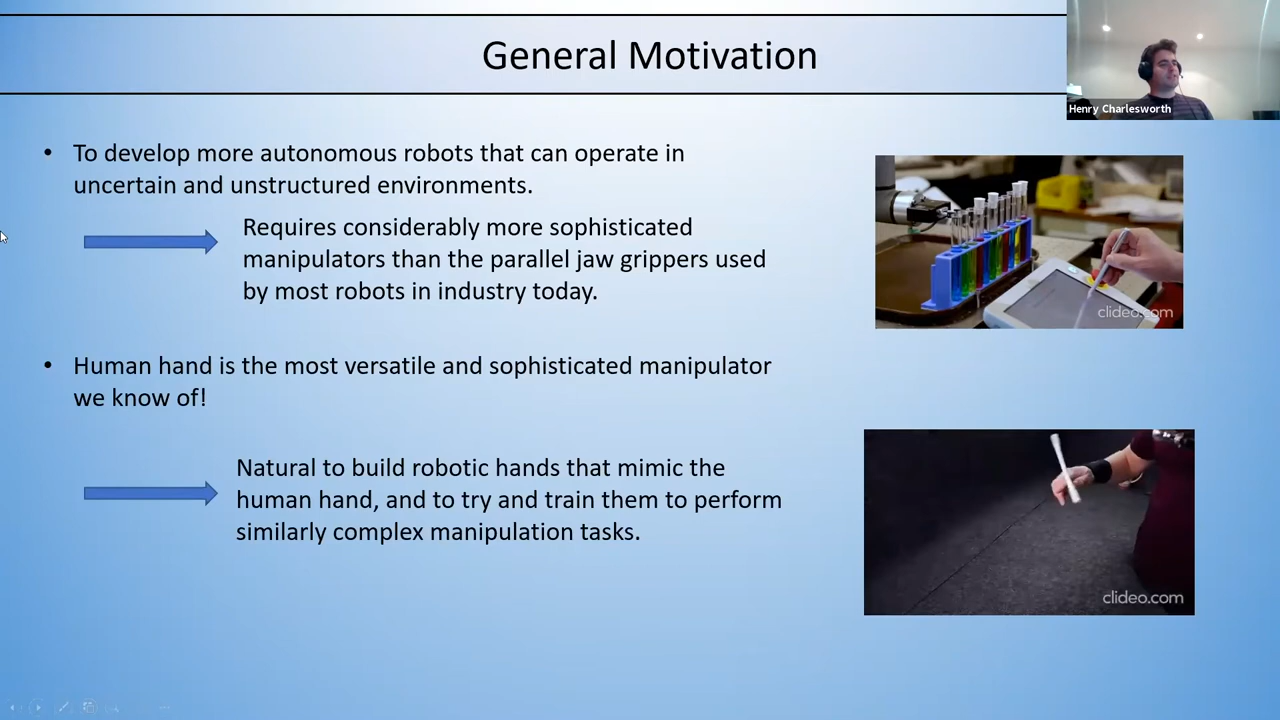 General Motivation
Henry Charlesworth
• To develop more autonomous robots that can operate in
uncertain and unstructured environments.
Requires considerably more sophisticated
manipulators than the parallel jaw grippers used
by most robots in industry today.
clideo.com
• Human hand is the most versatile and sophisticated manipulator
we know of!
Natural to build robotic hands that mimic the
human hand, and to try and train them to perform
similarly complex manipulation tasks.
clideo.com